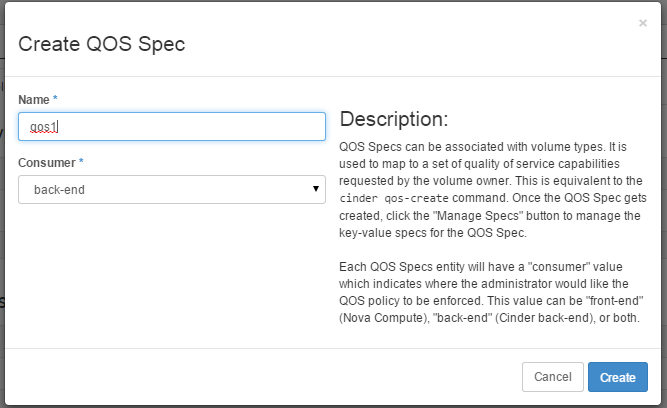 ×
Create QOS Spec
Name *
qos1
Consumer *
back-end
Description:
QOS Specs can be associated with volume types. It is
used to map to a set of quality of service capabilities
requested by the volume owner. This is equivalent to the
cinder qos-create command. Once the QOS Spec gets
created, click the "Manage Specs" button to manage the
key-value specs for the QOS Spec.
Each QOS Specs entity will have a "consumer" value
which indicates where the administrator would like the
QOS policy to be enforced. This value can be "front-end"
(Nova Compute), "back-end" (Cinder back-end), or both.
Cancel
Create